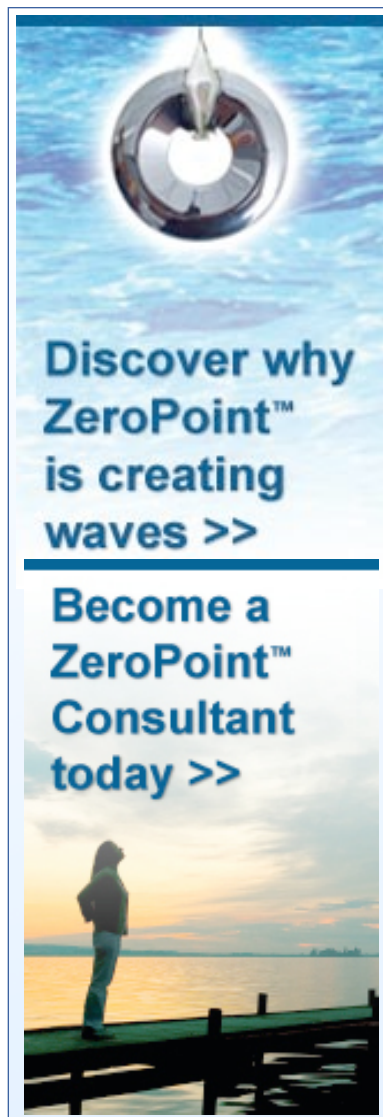 Discover why
ZeroPoint™
is creating
waves >>
Become a
ZeroPoint™
Consultant
today >>